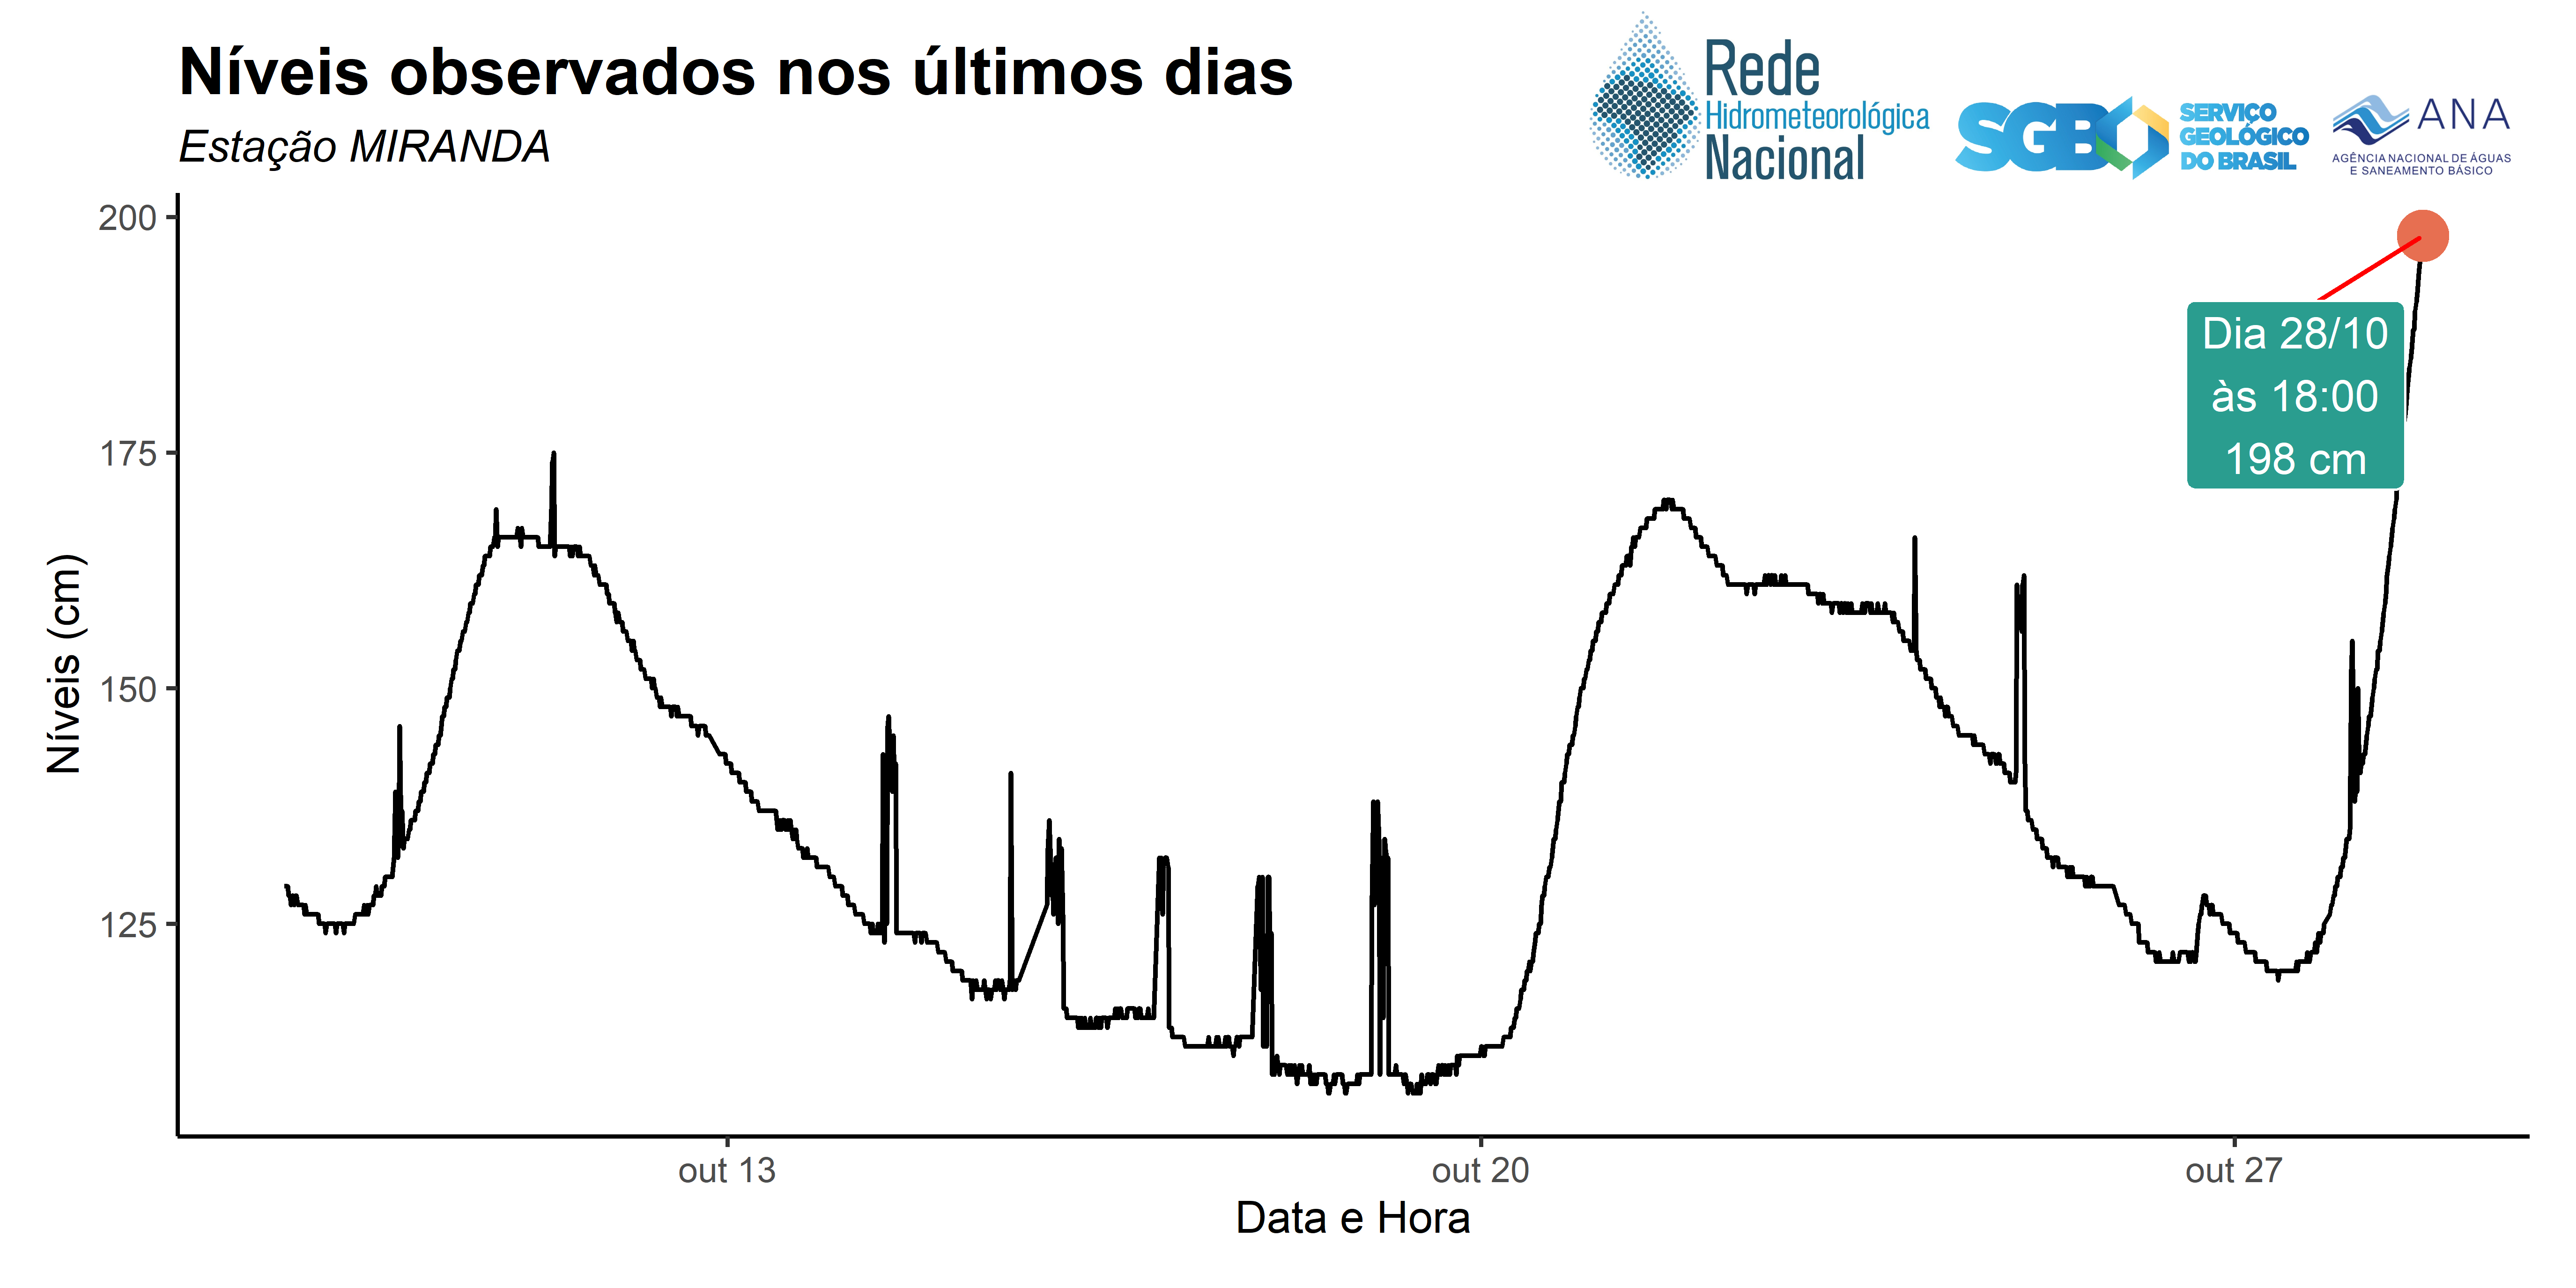 Níveis observados nos últimos dias
Estação MIRANDA
Rede
Hidrometeorológica
Nacional
SGB
SERVIÇO
GEOLÓGICO
DO BRASIL
ANA
AGÊNCIA NACIONAL DE ÁGUAS
E SANEAMENTO BÁSICO
200
175
150
125
Níveis (cm)
Dia 28/10
às 18:00
198 cm
out 13
out 20
out 27
Data e Hora